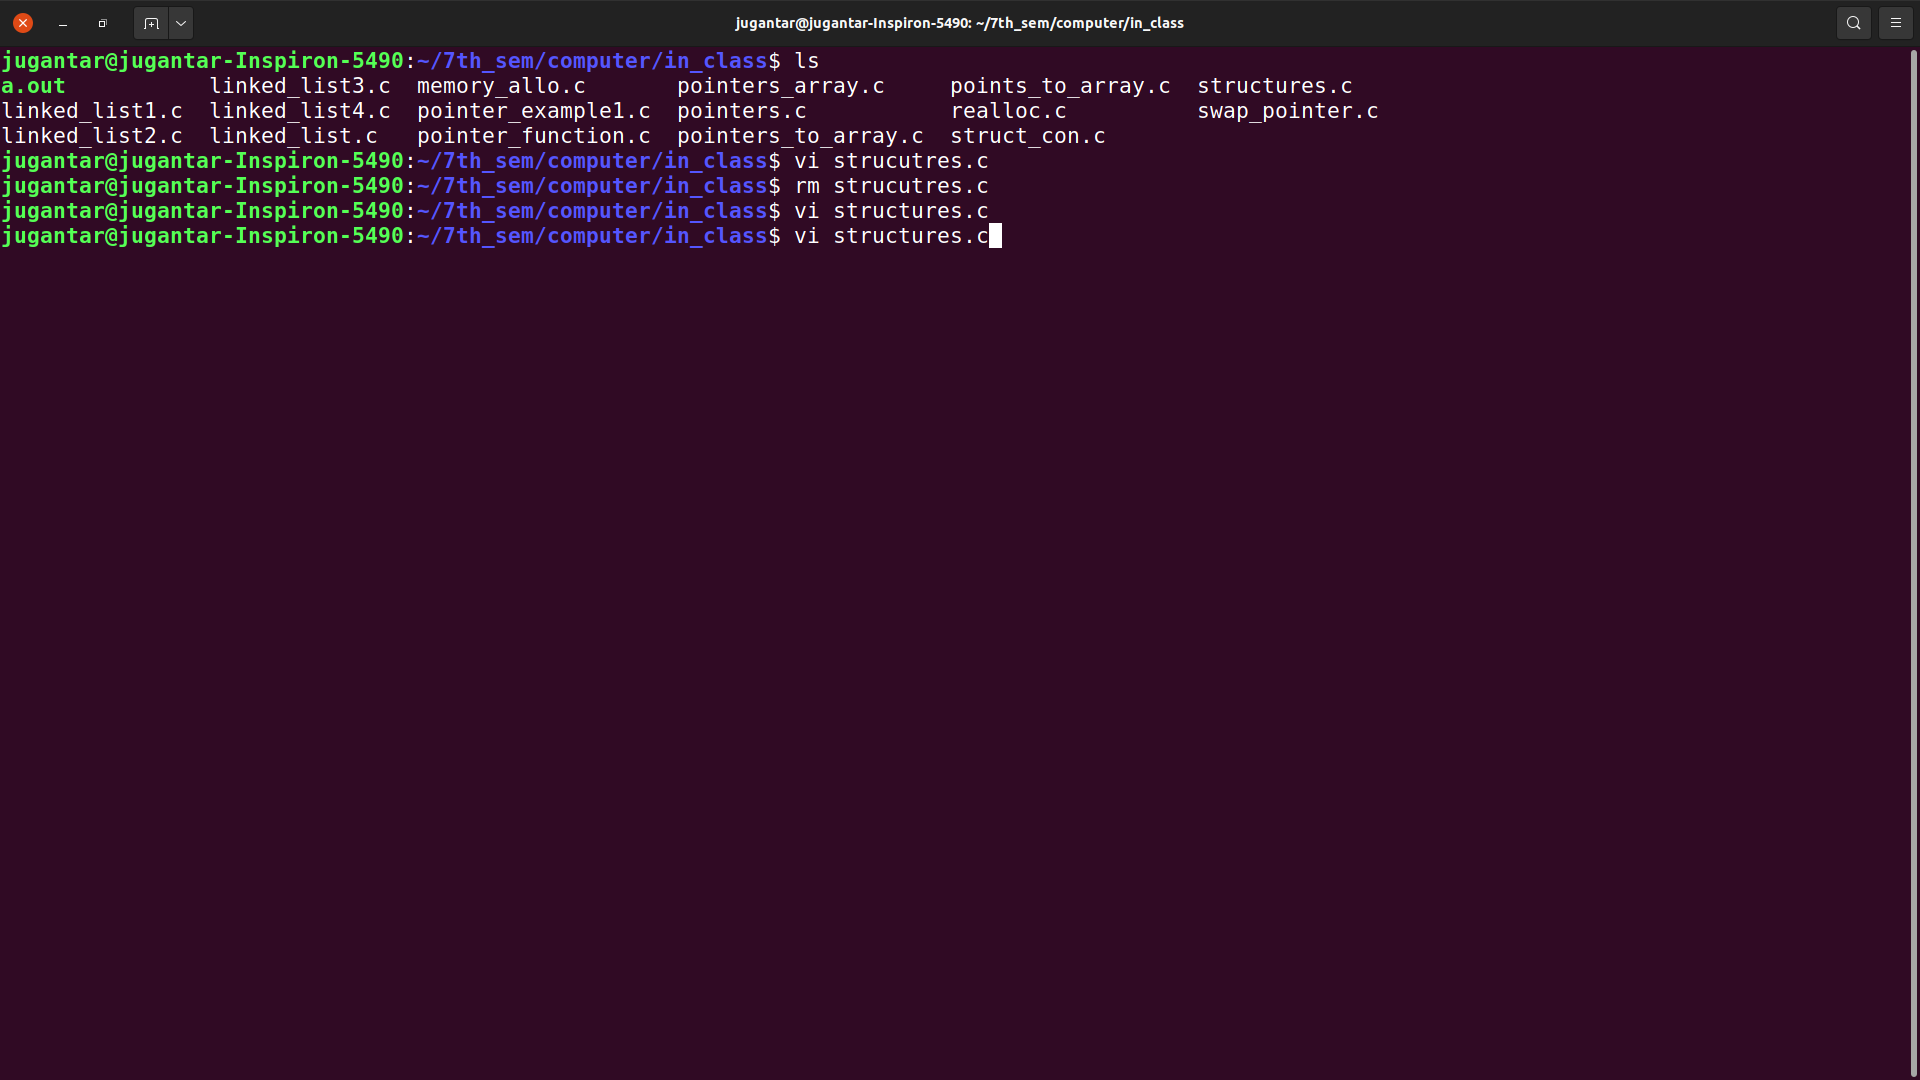 jugantar@jugantar-Inspiron-5490: ~/7th_sem/computer/in_class
jugantar@jugantar-Inspiron-5490:~/7th_sem/computer/in_class$ ls
a.out           linked_list3.c  memory_allo.c       pointers_array.c     points_to_array.c  structures.c
linked_list1.c  linked_list4.c  pointer_example1.c  pointers.c           realloc.c          swap_pointer.c
linked_list2.c  linked_list.c   pointer_function.c  pointers_to_array.c  struct_con.c
jugantar@jugantar-Inspiron-5490:~/7th_sem/computer/in_class$ vi strucutres.c
jugantar@jugantar-Inspiron-5490:~/7th_sem/computer/in_class$ rm strucutres.c
jugantar@jugantar-Inspiron-5490:~/7th_sem/computer/in_class$ vi structures.c
jugantar@jugantar-Inspiron-5490:~/7th_sem/computer/in_class$ vi structures.c